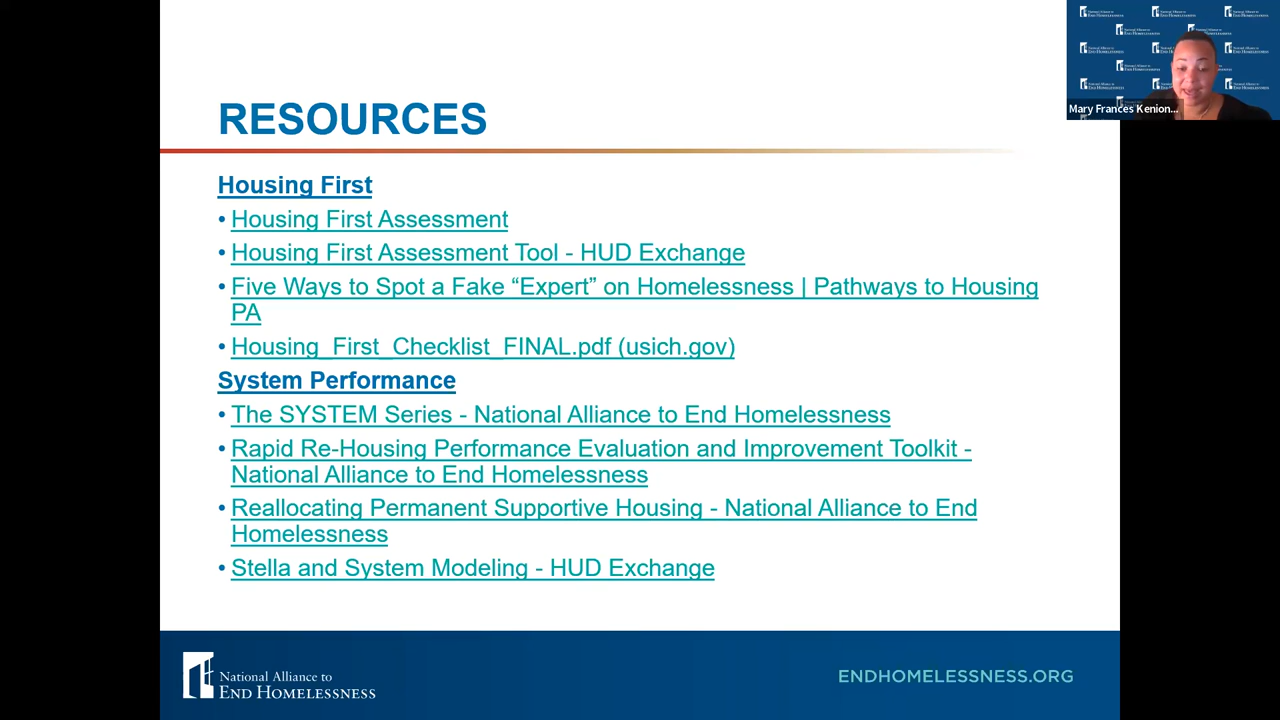 RESOURCES
Housing First
• Housing First Assessment
• Housing First Assessment Tool - HUD Exchange
• Five Ways to Spot a Fake “Expert” on Homelessness | Pathways to Housing
PA
• Housing_First_Checklist_FINAL.pdf (usich.gov)
System Performance
• The SYSTEM Series - National Alliance to End Homelessness
• Rapid Re-Housing Performance Evaluation and Improvement Toolkit -
National Alliance to End Homelessness
• Reallocating Permanent Supportive Housing - National Alliance to End
Homelessness
• Stella and System Modeling - HUD Exchange
National Alliance to
END HOMELESSNESS
ENDHOMELESSNESS.ORG
Mary Frances Kenion...